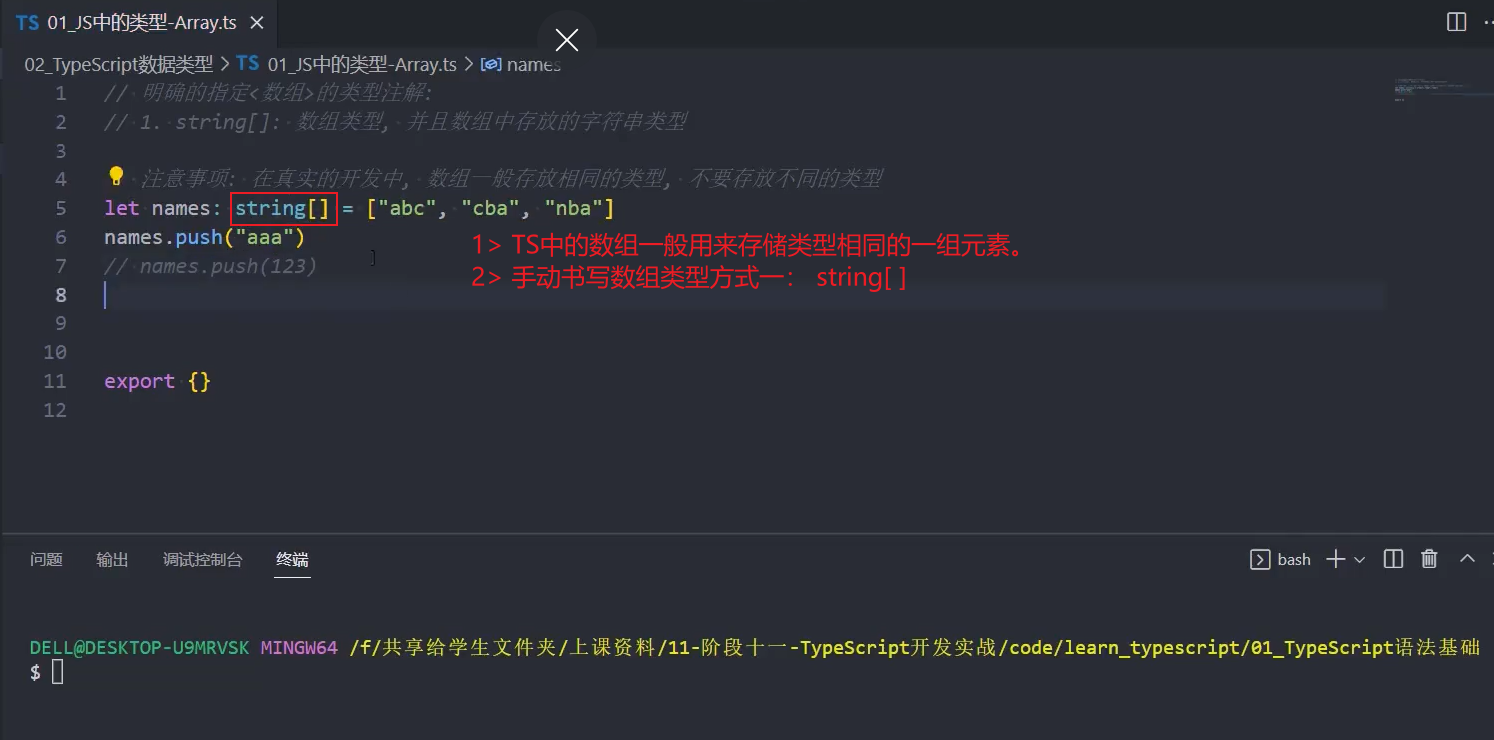 TS 01_JS中的类型-Array.ts
02_TypeScript数据类型 > TS 01_JS中的类型-Array.ts > names
1 // 明确的指定<数组>的类型注解:
2 // 1. string[]: 数组类型, 并且数组中存放的字符串类型
3
4 注意事项: 在真实的开发中, 数组一般存放相同的类型, 不要存放不同的类型
5 let names: string[] = ["abc", "cba", "nba"]
6 names.push("aaa")
1> TS中的数组一般用来存储类型相同的一组元素。
7 // names.push(123)
2> 手动书写数组类型方式一： string[ ]
8
9
10
11 export {}
12
问题 输出 调试控制台 终端 bash
DELL@DESKTOP-U9MRVSK MINGW64 /f/共享给学生文件夹/上课资料/11-阶段十一-TypeScript开发实战/code/learn_typescript/01_TypeScript语法基础
$